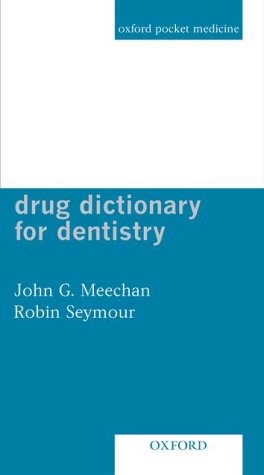 oxford pocket medicine
drug dictionary
for dentistry
John G. Meechan
Robin Seymour
OXFORD